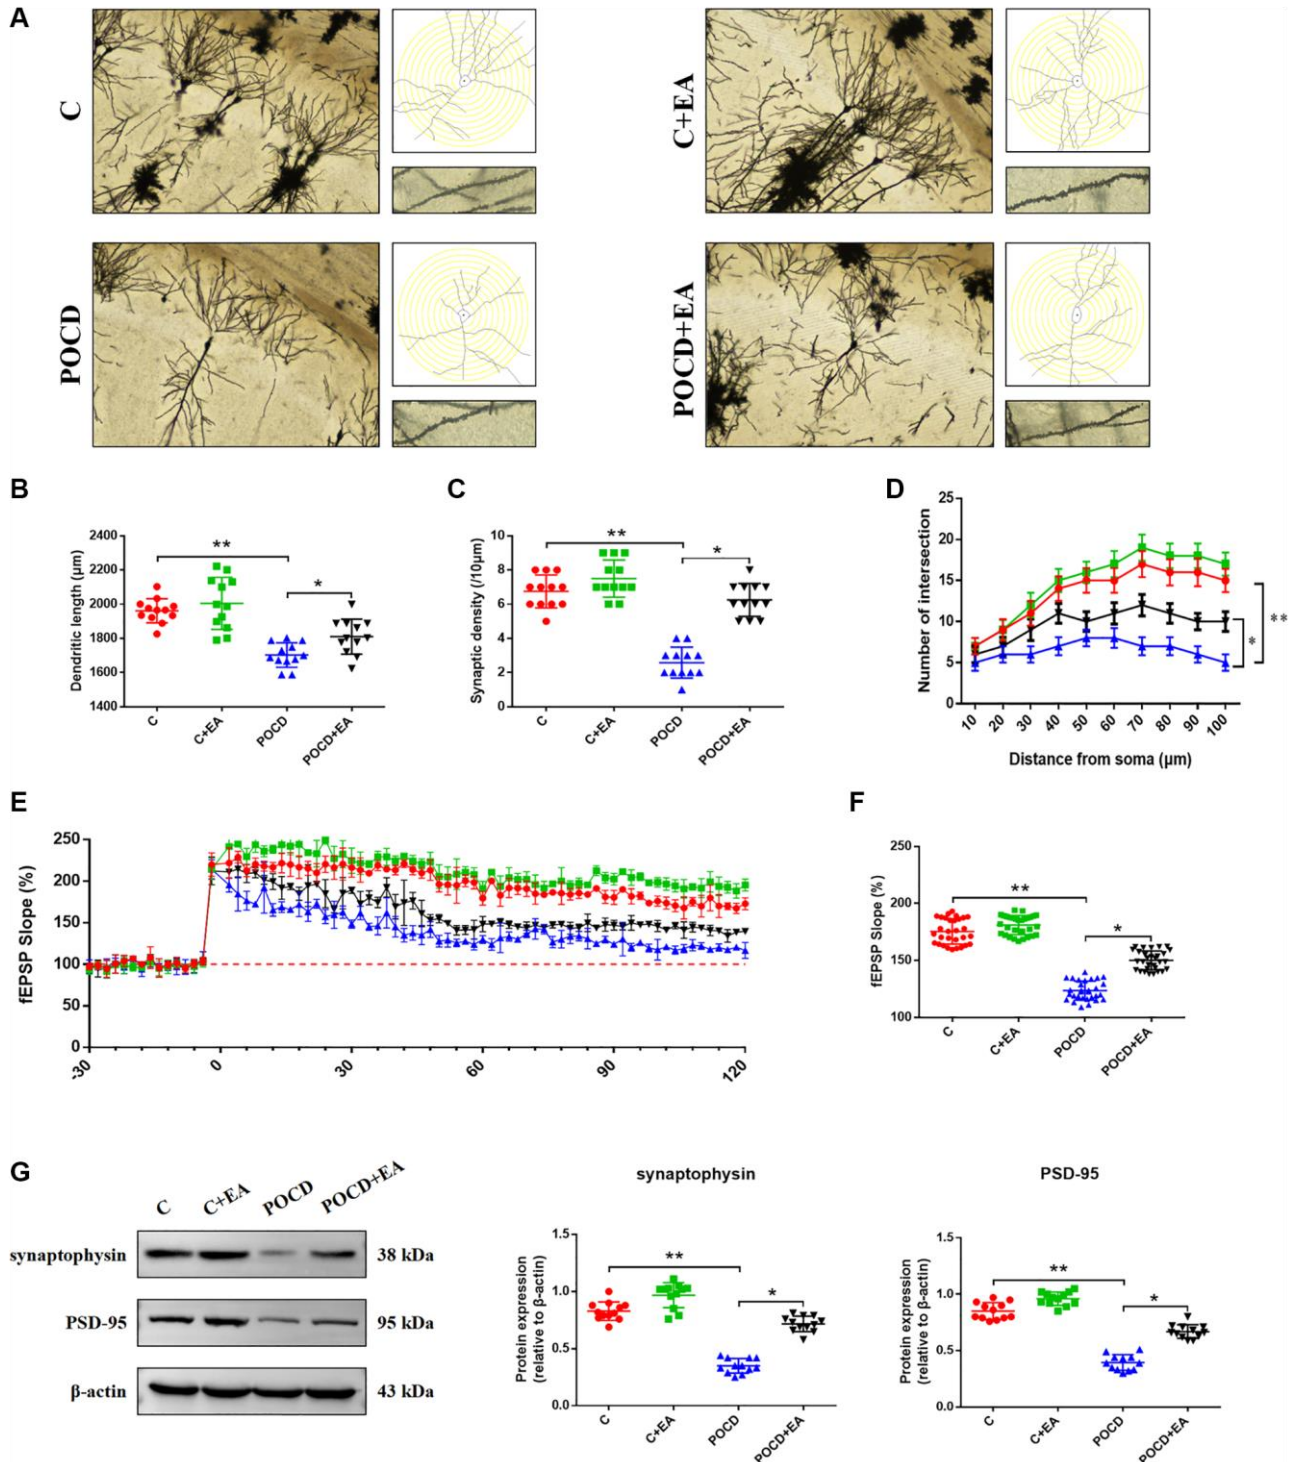 A
C
C+EA
POCD
POCD+EA
B
Dendritic length (µm)
2400
2200
2000
1800
1600
1400
**
*
C
C+EA
POCD
POCD+EA
C
Synaptic density (/10µm)
10
8
6
4
2
0
**
*
C
C+EA
POCD
POCD+EA
D
Number of intersection
25
20
15
10
5
0
*
**
10 20 30 40 50 60 70 80 90 100
Distance from soma (µm)
E
fEPSP Slope (%)
250
200
150
100
50
0
-30 0 30 60 90 120
F
fEPSP Slope (%)
250
200
150
100
**
*
C
C+EA
POCD
POCD+EA
G
C C+EA POCD POCD+EA
synaptophysin 38 kDa
PSD-95 95 kDa
β-actin 43 kDa
synaptophysin
Protein expression
(relative to β-actin)
1.5
1.0
0.5
0.0
**
*
C
C+EA
POCD
POCD+EA
PSD-95
Protein expression
(relative to β-actin)
1.5
1.0
0.5
0.0
**
*
C
C+EA
POCD
POCD+EA